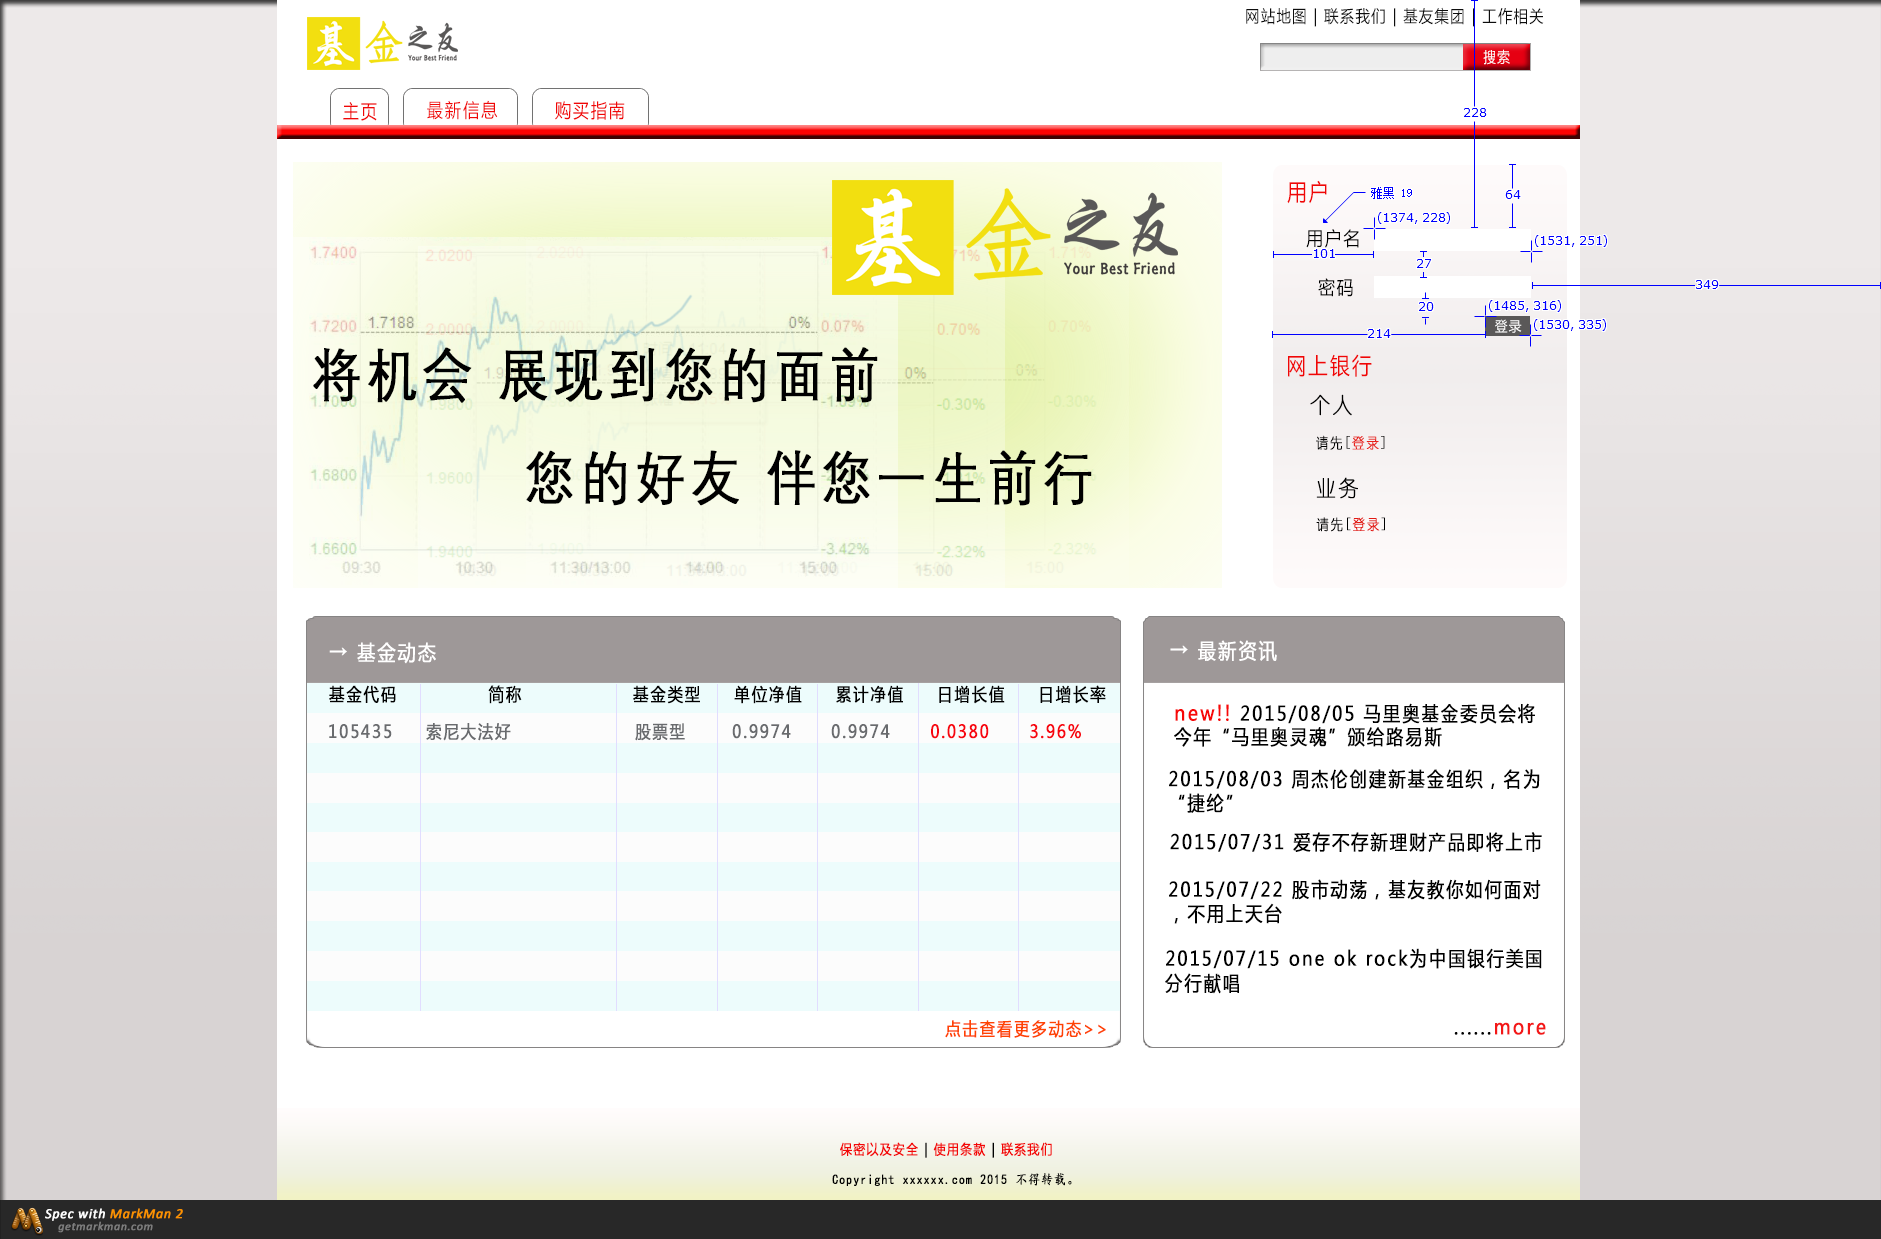 基金之友
Your Best Friend
网站地图 | 联系我们 | 基友集团 | 工作相关
搜索
228
主页
最新信息
购买指南
基金之友
Your Best Friend
1.7400
2.0200
2.0200
1.7188
0%
1.7200
2.0000
0.07%
0.70%
0.70%
将机会 展现到您的面前
0%
0%
1.7000
1.9800
-0.30%
-0.30%
您的好友 伴您一生前行
1.6800
1.9600
1.6600
1.9400
1.9400
-3.42%
-2.32%
-2.32%
09:30
10:30
11:30/13:00
14:00
15:00
15:00
15:00
用户
雅黑 19
64
(1374, 228)
用户名
(1531, 251)
101
27
密码
349
20
(1485, 316)
登录
(1530, 335)
214
网上银行
个人
请先[登录]
业务
请先[登录]
→ 基金动态
基金代码 简称 基金类型 单位净值 累计净值 日增长值 日增长率
105435 索尼大法好 股票型 0.9974 0.9974 0.0380 3.96%
点击查看更多动态>>
→ 最新资讯
new!! 2015/08/05 马里奥基金委员会将
今年“马里奥灵魂”颁给路易斯
2015/08/03 周杰伦创建新基金组织，名为
“捷纶”
2015/07/31 爱存不存新理财产品即将上市
2015/07/22 股市动荡，基友教你如何面对
，不用上天台
2015/07/15 one ok rock为中国银行美国
分行献唱
......more
保密以及安全 | 使用条款 | 联系我们
Copyright xxxxxx.com 2015 不得转载。
Spec with MarkMan 2
getmarkman.com